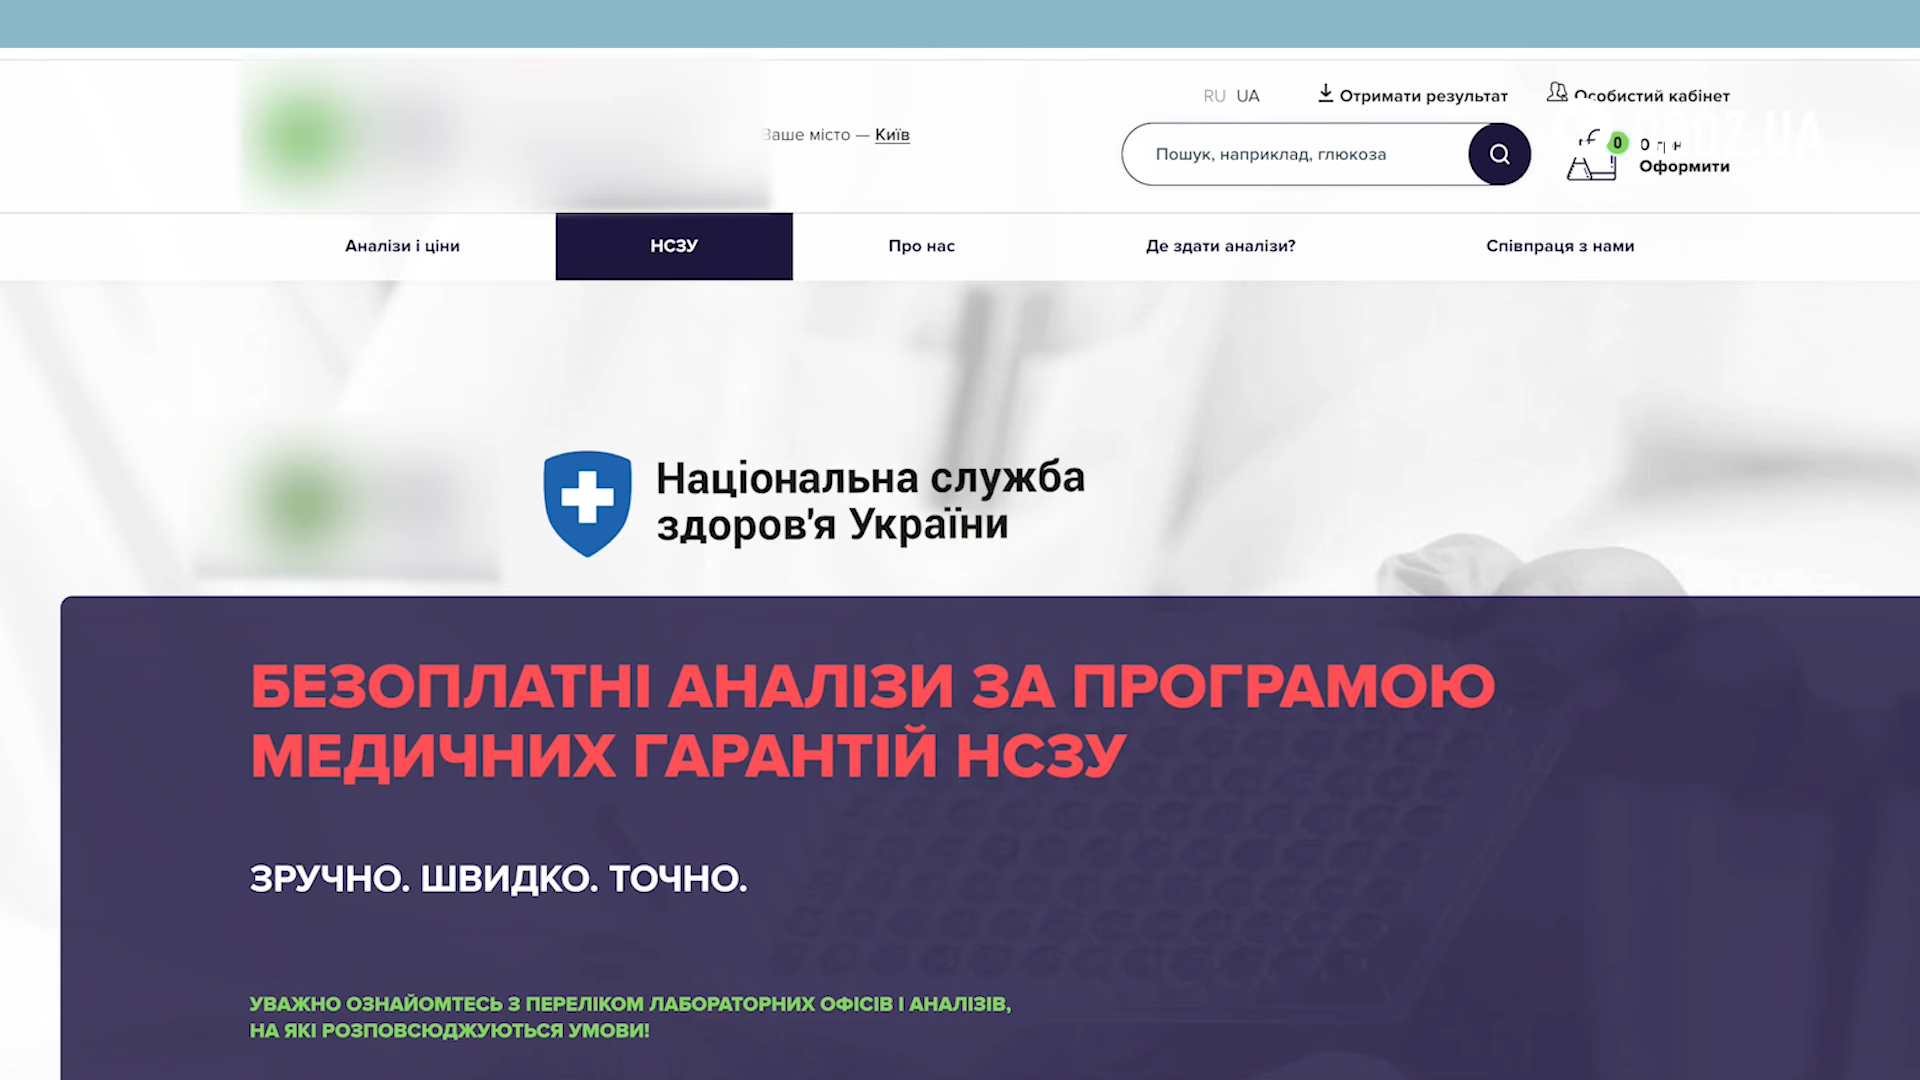 RU UA
Отримати результат
Особистий кабінет
Ваше місто — Київ
Пошук, наприклад, глюкоза
0
Оформити
Аналізи і ціни
НСЗУ
Про нас
Де здати аналізи?
Співпраця з нами
Національна служба
здоров'я України
БЕЗОПЛАТНІ АНАЛІЗИ ЗА ПРОГРАМОЮ
МЕДИЧНИХ ГАРАНТІЙ НСЗУ
ЗРУЧНО. ШВИДКО. ТОЧНО.
УВАЖНО ОЗНАЙОМТЕСЬ З ПЕРЕЛІКОМ ЛАБОРАТОРНИХ ОФІСІВ І АНАЛІЗІВ,
НА ЯКІ РОЗПОВСЮДЖУЮТЬСЯ УМОВИ!